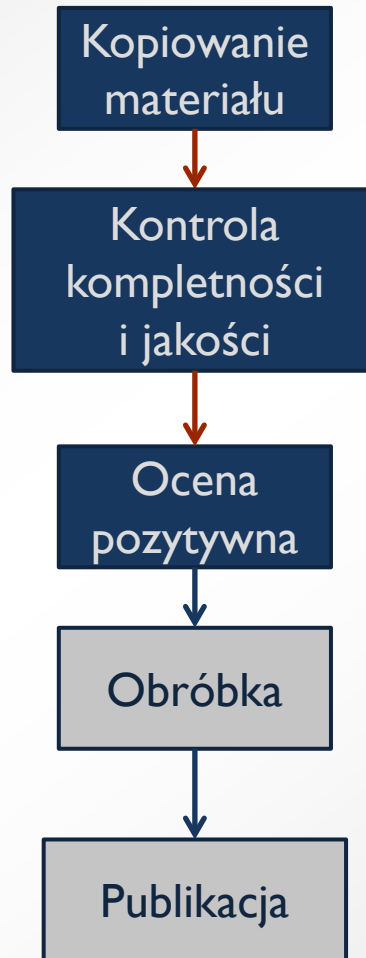 Kopiowanie
materiału
Kontrola
kompletności
i jakości
Ocena
pozytywna
Obróbka
Publikacja